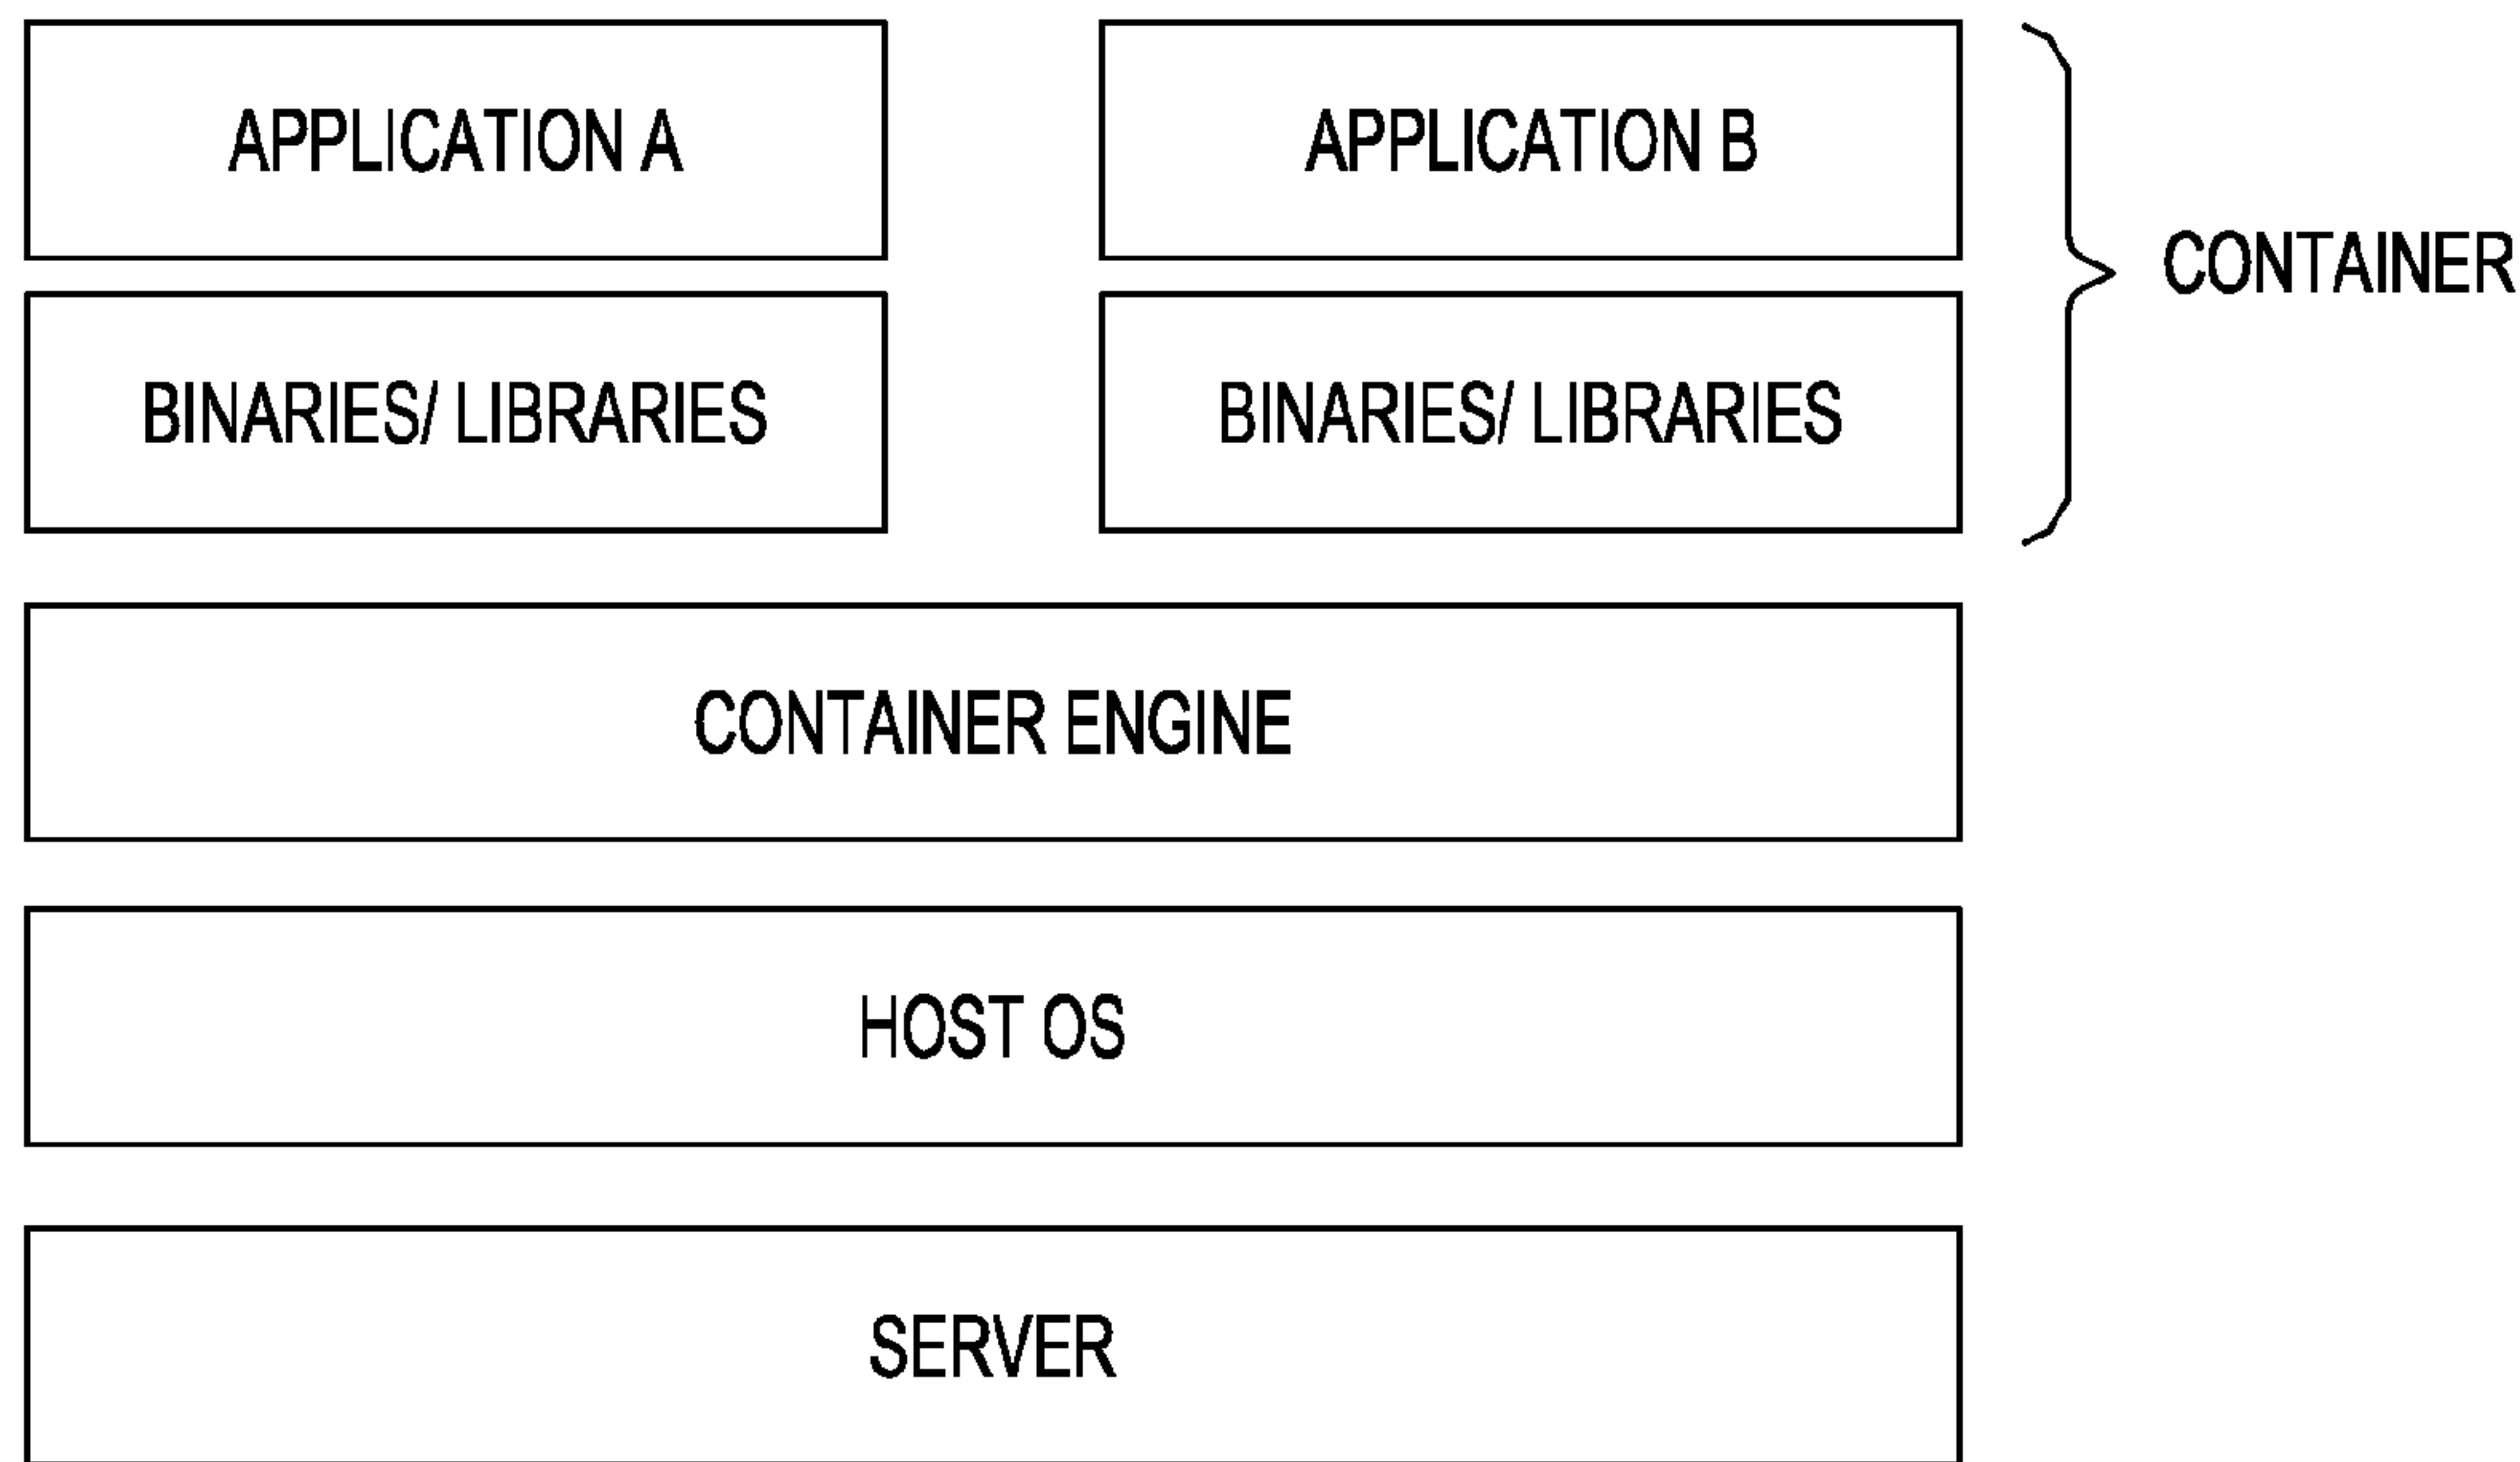 APPLICATION A
APPLICATION B
CONTAINER
BINARIES/ LIBRARIES
BINARIES/ LIBRARIES
CONTAINER ENGINE
HOST OS
SERVER